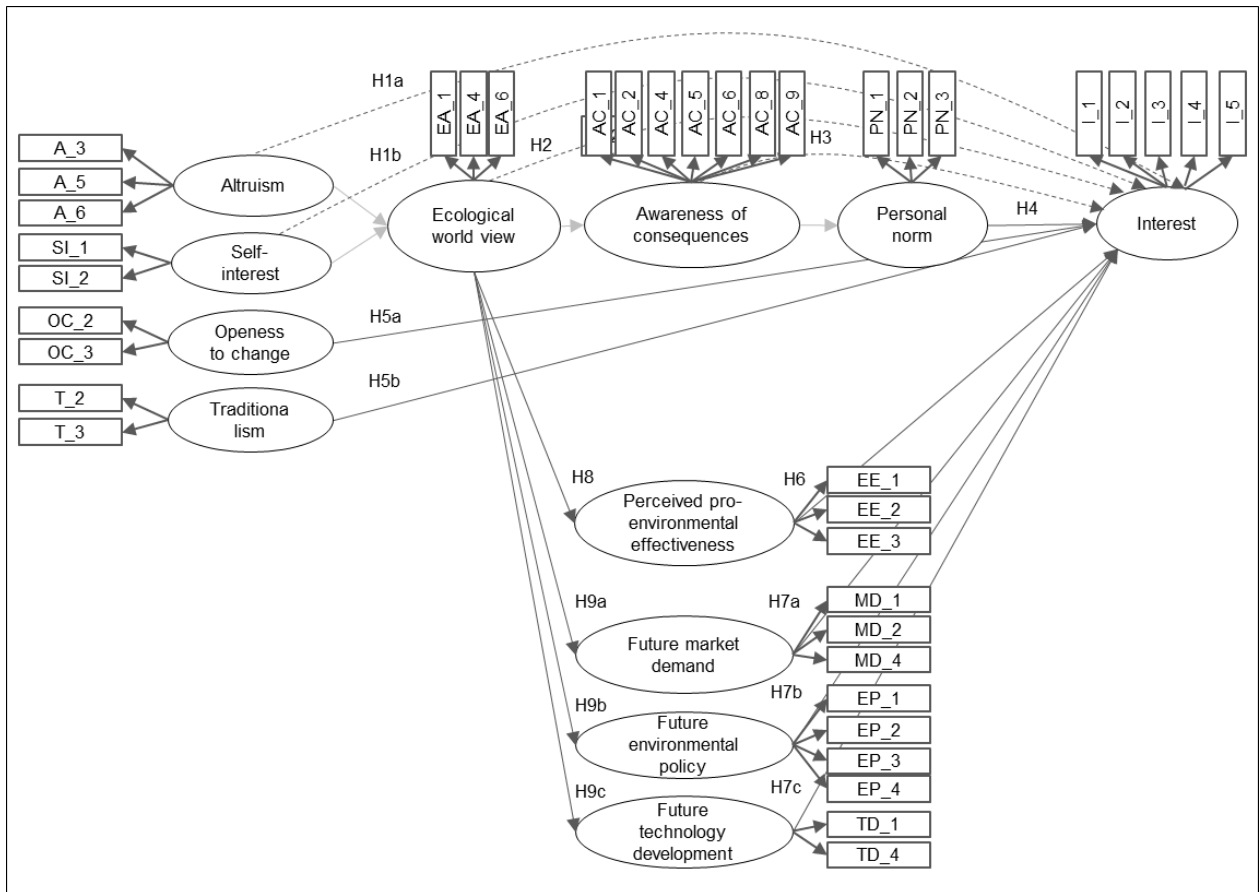 H1a
EA_1
EA_4
EA_6
AC_1
AC_2
AC_4
AC_5
AC_6
AC_8
AC_9
PN_1
PN_2
PN_3
I_1
I_2
I_3
I_4
I_5
H1b
H2
H3
A_3
A_5
A_6
Altruism
SI_1
SI_2
Self-
interest
Ecological
world view
Awareness of
consequences
Personal
norm
H4
Interest
OC_2
OC_3
Openess
to change
H5a
T_2
T_3
Traditiona
lism
H5b
H8
Perceived pro-
environmental
effectiveness
H6
EE_1
EE_2
EE_3
H9a
Future market
demand
H7a
MD_1
MD_2
MD_4
H9b
Future
environmental
policy
H7b
EP_1
EP_2
EP_3
EP_4
H9c
Future
technology
development
H7c
TD_1
TD_4